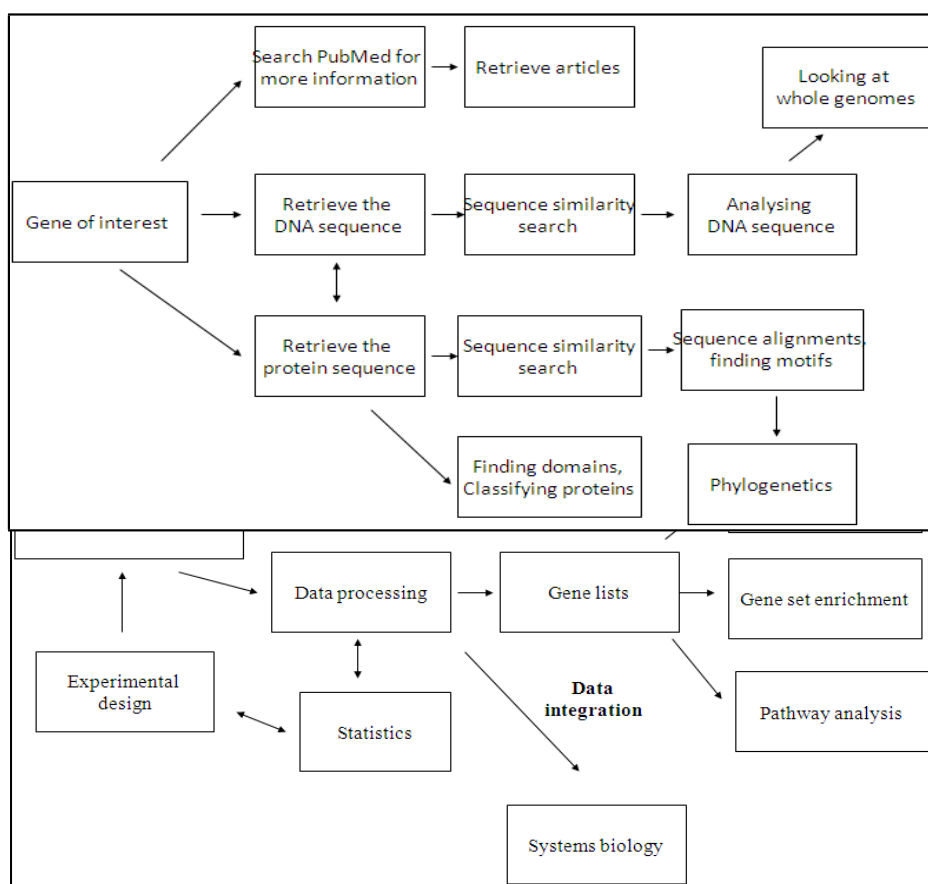 Search PubMed for
more information
Retrieve articles
Looking at
whole genomes
Gene of interest
Retrieve the
DNA sequence
Sequence similarity
search
Analysing
DNA sequence
Retrieve the
protein sequence
Sequence similarity
search
Sequence alignments,
finding motifs
Finding domains,
Classifying proteins
Phylogenetics
Data processing
Gene lists
Gene set enrichment
Experimental
design
Statistics
Data
integration
Pathway analysis
Systems biology